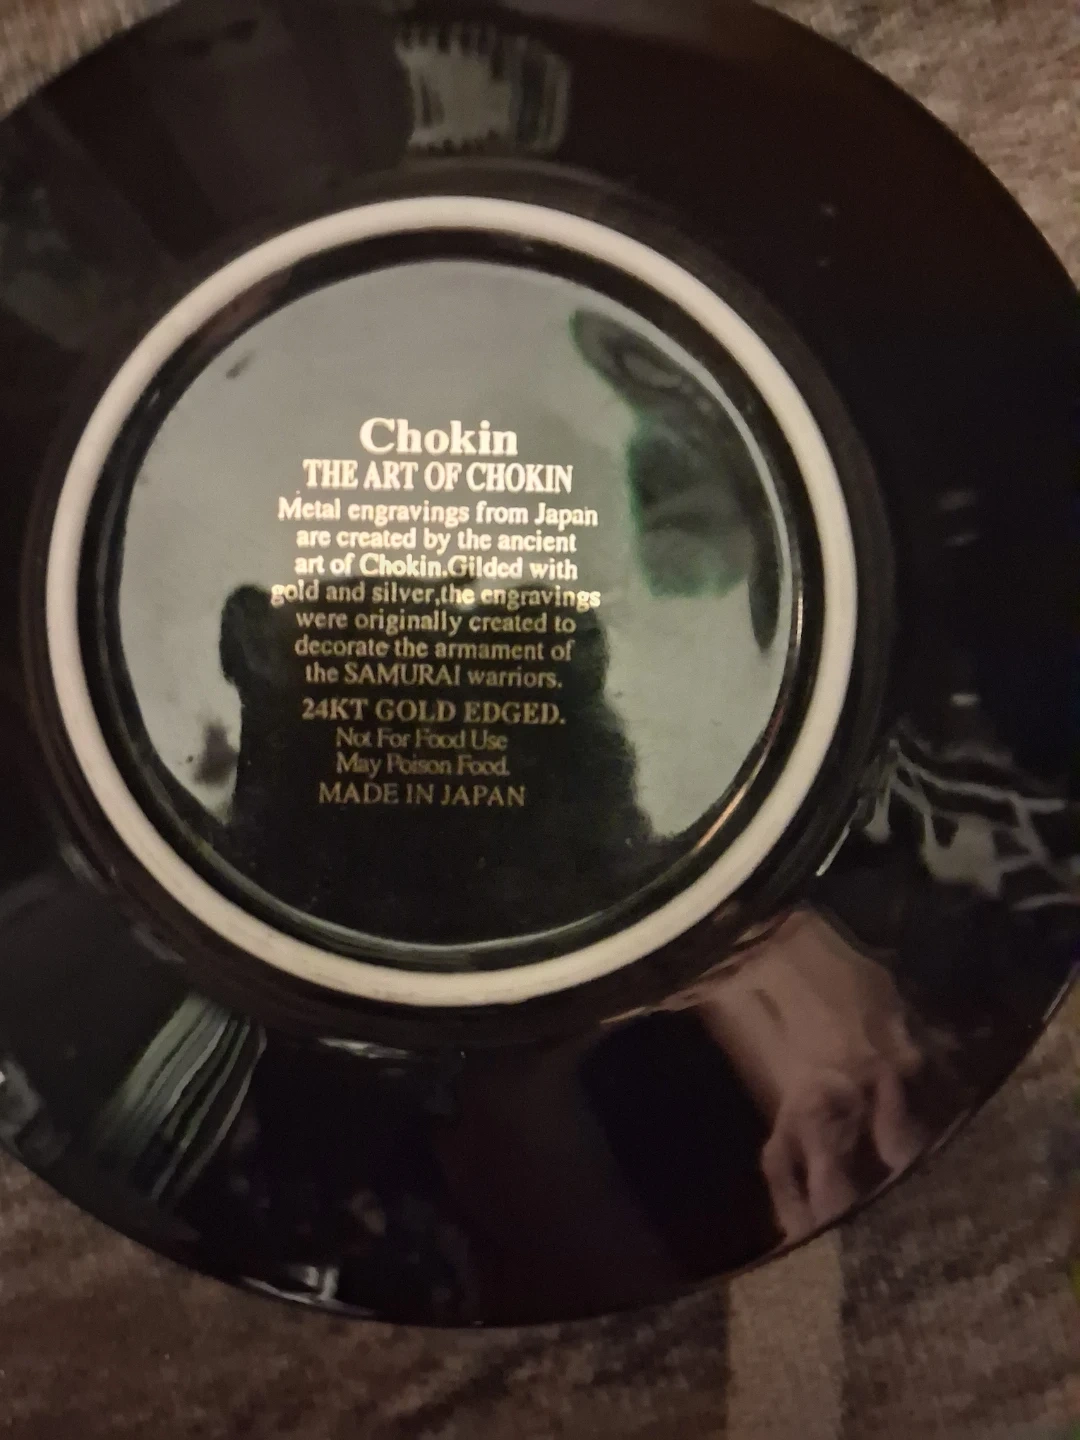 Chokin
THE ART OF CHOKIN
Metal engravings from Japan
are created by the ancient
art of Chokin.Gilded with
gold and silver,the engravings
were originally created to
decorate the armament of
the SAMURAI warriors.
24KT GOLD EDGED.
Not For Food Use
May Poison Food.
MADE IN JAPAN